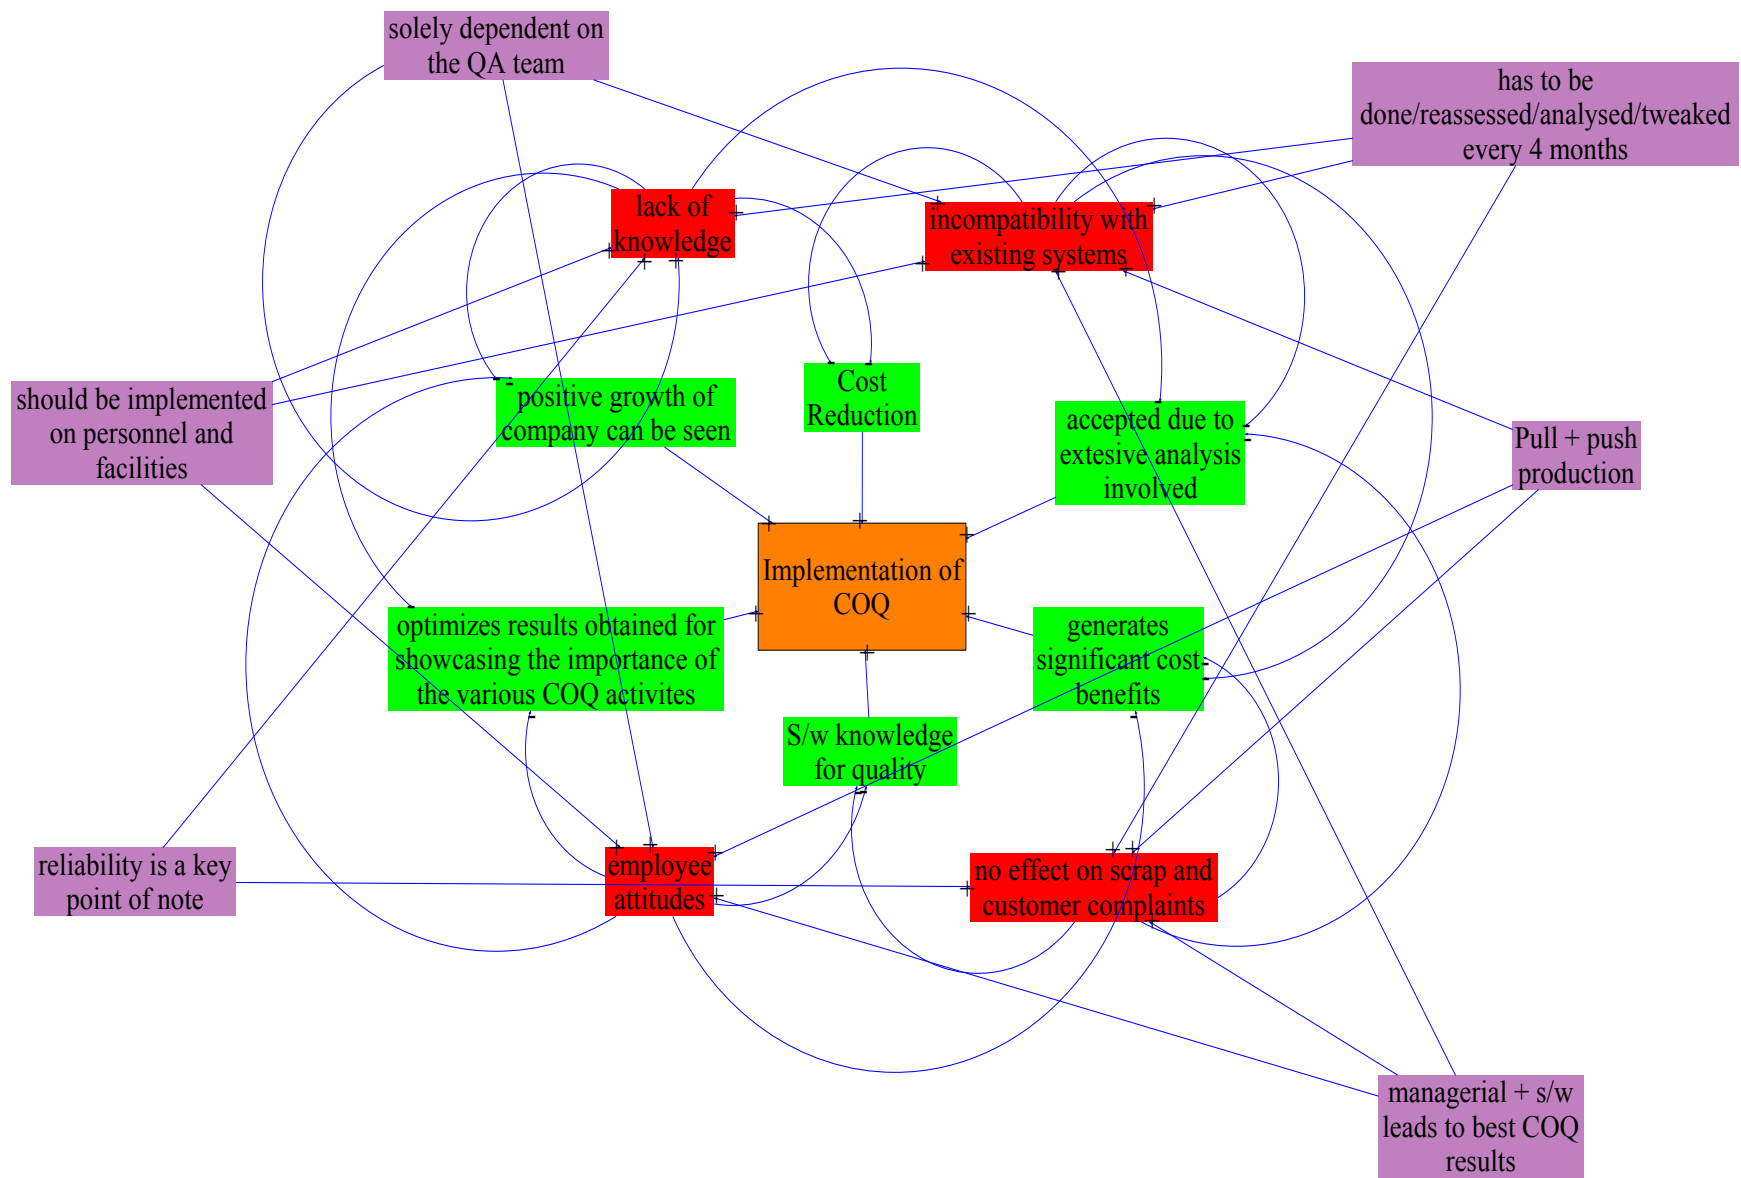 solely dependent on
the QA team
has to be
done/reassessed/analysed/tweaked
every 4 months
lack of
knowledge
incompatibility with
existing systems
Cost
Reduction
positive growth of
company can be seen
should be implemented
on personnel and
facilities
accepted due to
extesive analysis
involved
Pull + push
production
Implementation of
COQ
optimizes results obtained for
showcasing the importance of
the various COQ activites
generates
significant cost
benefits
S/w knowledge
for quality
reliability is a key
point of note
employee
attitudes
no effect on scrap and
customer complaints
managerial + s/w
leads to best COQ
results